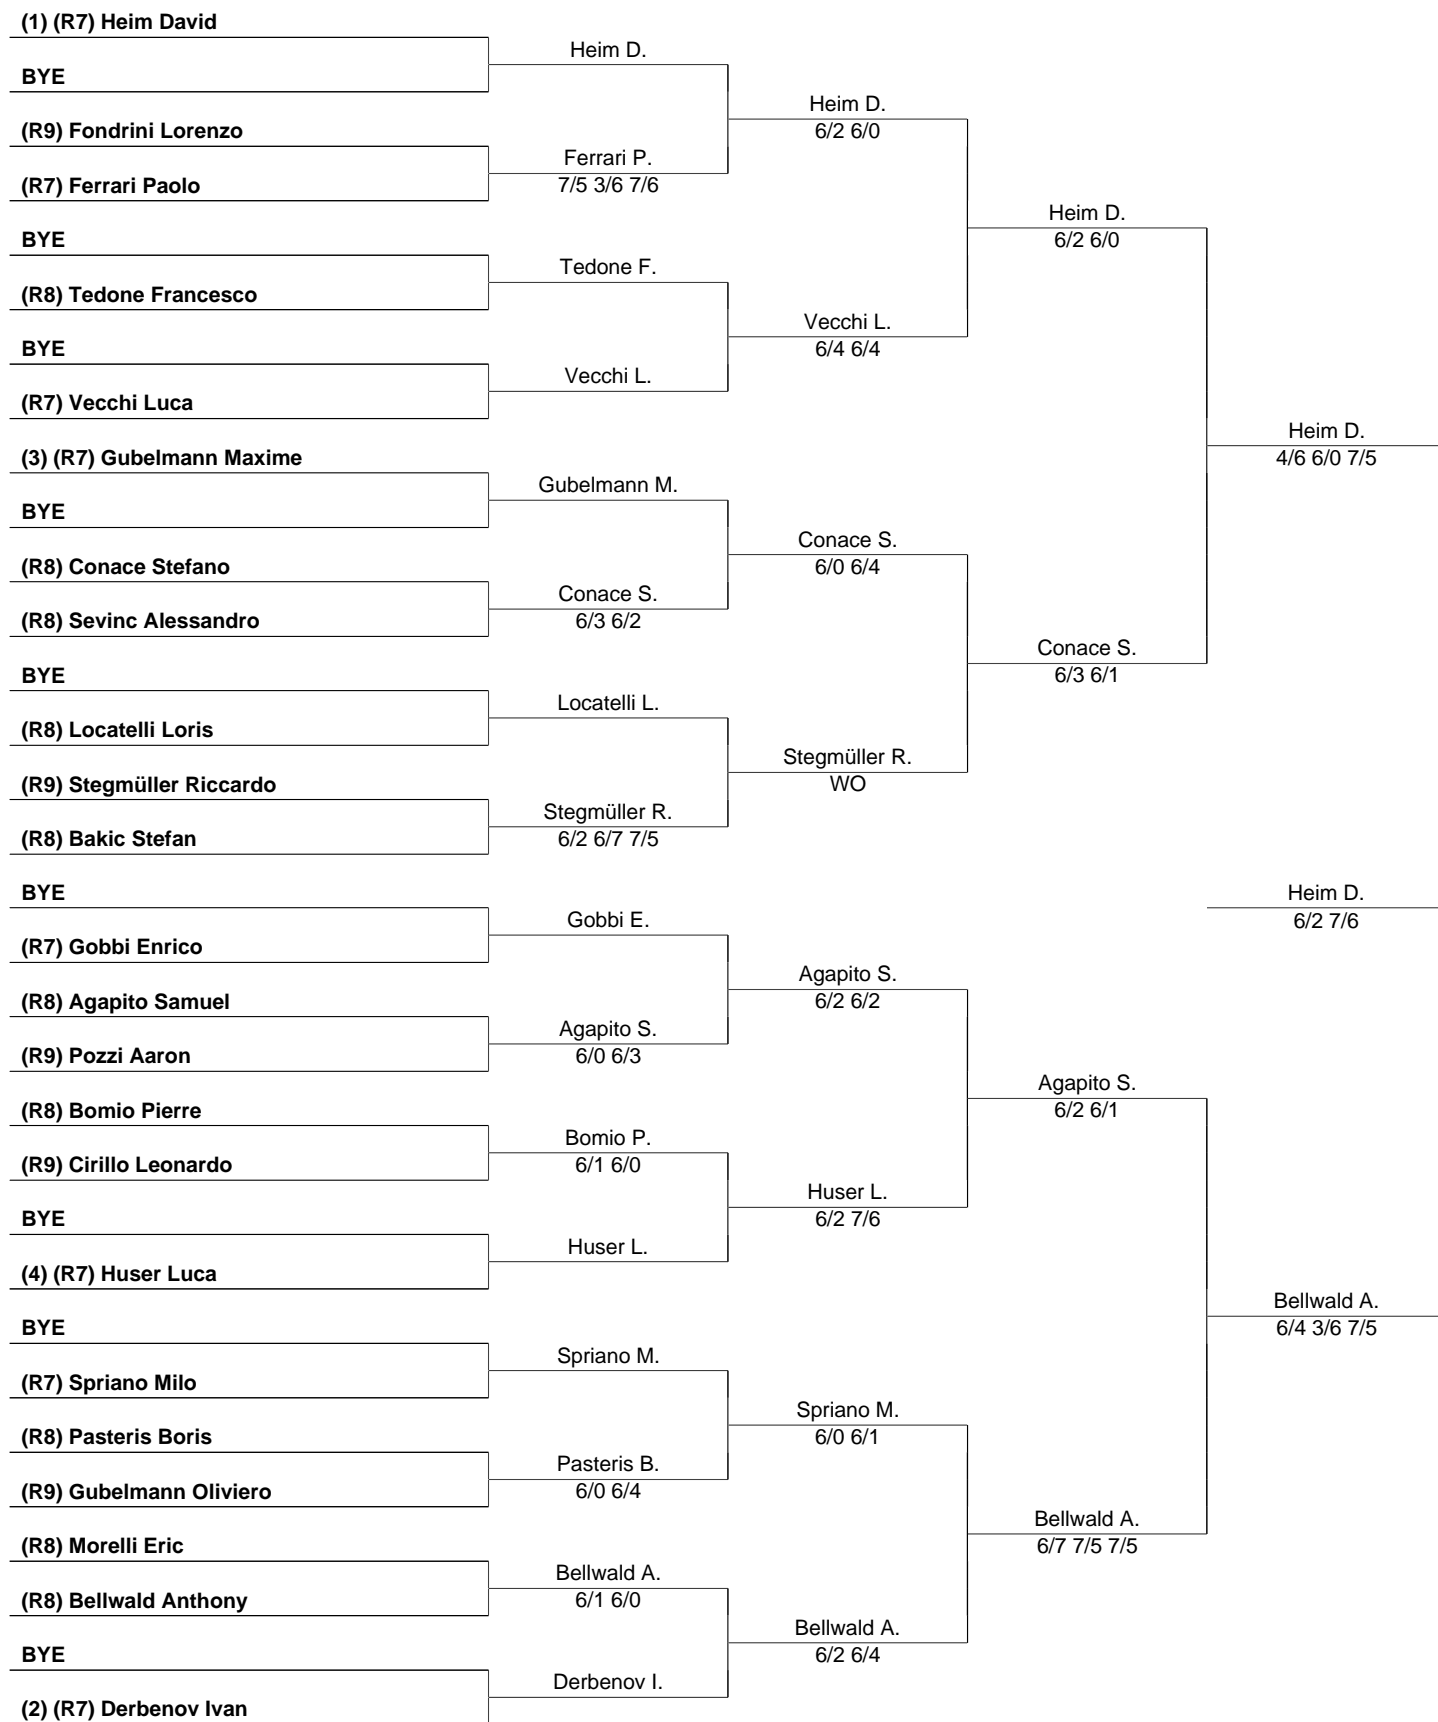 (1) (R7) Heim David
BYE
(R9) Fondrini Lorenzo
(R7) Ferrari Paolo
BYE
(R8) Tedone Francesco
BYE
(R7) Vecchi Luca
(3) (R7) Gubelmann Maxime
BYE
(R8) Conace Stefano
(R8) Sevinc Alessandro
BYE
(R8) Locatelli Loris
(R9) Stegmüller Riccardo
(R8) Bakic Stefan
BYE
(R7) Gobbi Enrico
(R8) Agapito Samuel
(R9) Pozzi Aaron
(R8) Bomio Pierre
(R9) Cirillo Leonardo
BYE
(4) (R7) Huser Luca
BYE
(R7) Spriano Milo
(R8) Pasteris Boris
(R9) Gubelmann Oliviero
(R8) Morelli Eric
(R8) Bellwald Anthony
BYE
(2) (R7) Derbenov Ivan
Heim D.
Ferrari P.
7/5 3/6 7/6
Tedone F.
Vecchi L.
Gubelmann M.
Conace S.
6/3 6/2
Locatelli L.
Stegmüller R.
6/2 6/7 7/5
Gobbi E.
Agapito S.
6/0 6/3
Bomio P.
6/1 6/0
Huser L.
Spriano M.
Pasteris B.
6/0 6/4
Bellwald A.
6/1 6/0
Derbenov I.
Heim D.
6/2 6/0
Vecchi L.
6/4 6/4
Conace S.
6/0 6/4
Stegmüller R.
WO
Agapito S.
6/2 6/2
Huser L.
6/2 7/6
Spriano M.
6/0 6/1
Bellwald A.
6/2 6/4
Heim D.
6/2 6/0
Conace S.
6/3 6/1
Agapito S.
6/2 6/1
Bellwald A.
6/7 7/5 7/5
Heim D.
4/6 6/0 7/5
Heim D.
6/2 7/6
Bellwald A.
6/4 3/6 7/5